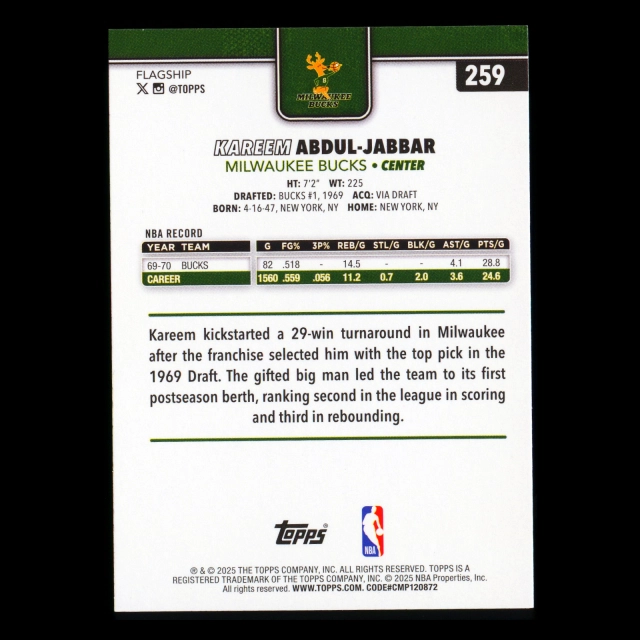 FLAGSHIP
@TOPPS
MILWAUKEE
BUCKS
259
KAREEM ABDUL-JABBAR
MILWAUKEE BUCKS • CENTER
HT: 7'2" WT: 225
DRAFTED: BUCKS #1, 1969 ACQ: VIA DRAFT
BORN: 4-16-47, NEW YORK, NY HOME: NEW YORK, NY
NBA RECORD
YEAR TEAM G FG% 3P% REB/G STL/G BLK/G AST/G PTS/G
69-70 BUCKS 82 .518 - 14.5 - - 4.1 28.8
CAREER 1560 .559 .056 11.2 0.7 2.0 3.6 24.6
Kareem kickstarted a 29-win turnaround in Milwaukee
after the franchise selected him with the top pick in the
1969 Draft. The gifted big man led the team to its first
postseason berth, ranking second in the league in scoring
and third in rebounding.
Topps®
NBA
® & © 2025 THE TOPPS COMPANY, INC. ALL RIGHTS RESERVED. TOPPS IS A
REGISTERED TRADEMARK OF THE TOPPS COMPANY, INC. © 2025 NBA Properties, Inc.
All rights reserved. WWW.TOPPS.COM. CODE#CMP120872